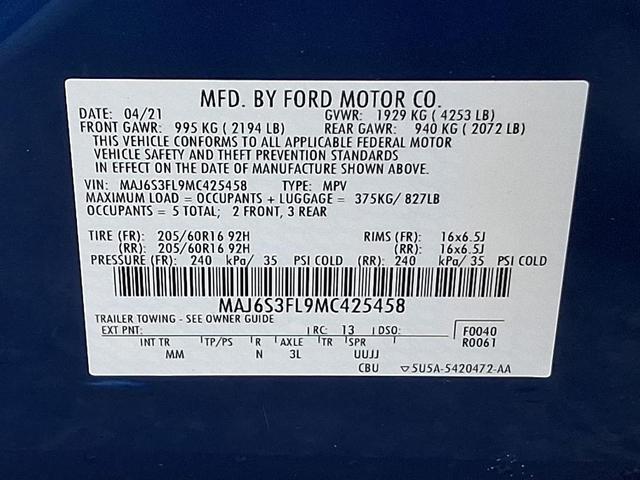 MFD. BY FORD MOTOR CO.
DATE: 04/21 GVWR: 1929 KG ( 4253 LB)
FRONT GAWR: 995 KG ( 2194 LB) REAR GAWR: 940 KG ( 2072 LB)
THIS VEHICLE CONFORMS TO ALL APPLICABLE FEDERAL MOTOR
VEHICLE SAFETY AND THEFT PREVENTION STANDARDS
IN EFFECT ON THE DATE OF MANUFACTURE SHOWN ABOVE.
VIN: MAJ6S3FL9MC425458 TYPE: MPV
MAXIMUM LOAD = OCCUPANTS + LUGGAGE = 375KG/ 827LB
OCCUPANTS = 5 TOTAL; 2 FRONT, 3 REAR
TIRE (FR): 205/60R16 92H RIMS (FR): 16x6.5J
(RR): 205/60R16 92H (RR): 16x6.5J
PRESSURE (FR): 240 kPa/ 35 PSI COLD (RR): 240 kPa/ 35 PSI COLD
MAJ6S3FL9MC425458
TRAILER TOWING - SEE OWNER GUIDE
EXT PNT: RC: 13 DSO: F0040
INT TR TP/PS R AXLE TR SPR R0061
MM N 3L UUJJ
CBU 5U5A-5420472-AA